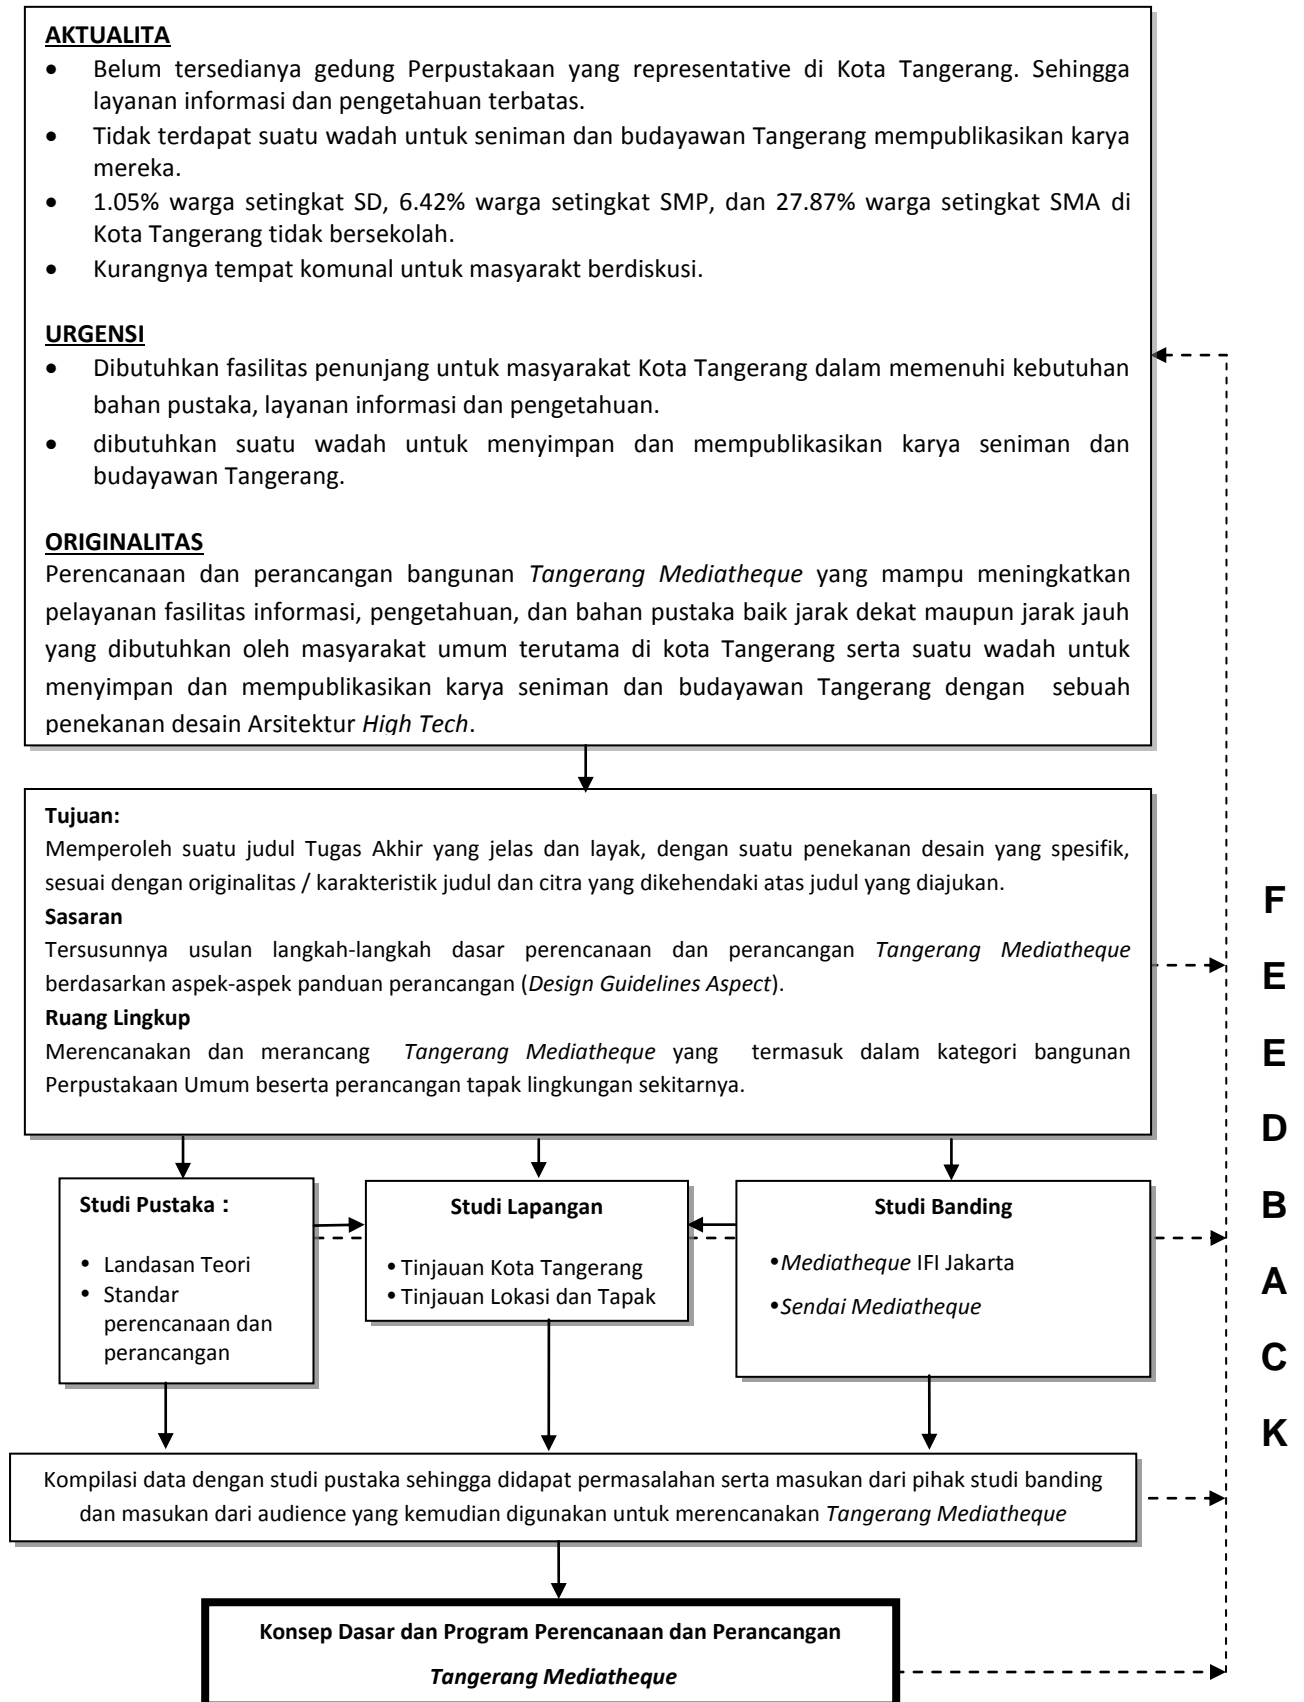 AKTUALITA
• Belum tersedianya gedung Perpustakaan yang representative di Kota Tangerang. Sehingga
layanan informasi dan pengetahuan terbatas.
• Tidak terdapat suatu wadah untuk seniman dan budayawan Tangerang mempublikasikan karya
mereka.
• 1.05% warga setingkat SD, 6.42% warga setingkat SMP, dan 27.87% warga setingkat SMA di
Kota Tangerang tidak bersekolah.
• Kurangnya tempat komunal untuk masyarakt berdiskusi.
URGENSI
• Dibutuhkan fasilitas penunjang untuk masyarakat Kota Tangerang dalam memenuhi kebutuhan
bahan pustaka, layanan informasi dan pengetahuan.
• dibutuhkan suatu wadah untuk menyimpan dan mempublikasikan karya seniman dan
budayawan Tangerang.
ORIGINALITAS
Perencanaan dan perancangan bangunan Tangerang Mediatheque yang mampu meningkatkan
pelayanan fasilitas informasi, pengetahuan, dan bahan pustaka baik jarak dekat maupun jarak jauh
yang dibutuhkan oleh masyarakat umum terutama di kota Tangerang serta suatu wadah untuk
menyimpan dan mempublikasikan karya seniman dan budayawan Tangerang dengan sebuah
penekanan desain Arsitektur High Tech.
Tujuan:
Memperoleh suatu judul Tugas Akhir yang jelas dan layak, dengan suatu penekanan desain yang spesifik,
sesuai dengan originalitas / karakteristik judul dan citra yang dikehendaki atas judul yang diajukan.
Sasaran
Tersusunnya usulan langkah-langkah dasar perencanaan dan perancangan Tangerang Mediatheque
berdasarkan aspek-aspek panduan perancangan (Design Guidelines Aspect).
Ruang Lingkup
Merencanakan dan merancang Tangerang Mediatheque yang termasuk dalam kategori bangunan
Perpustakaan Umum beserta perancangan tapak lingkungan sekitarnya.
Studi Pustaka :
• Landasan Teori
• Standar
perencanaan dan
perancangan
Studi Lapangan
• Tinjauan Kota Tangerang
• Tinjauan Lokasi dan Tapak
Studi Banding
• Mediatheque IFI Jakarta
• Sendai Mediatheque
Kompilasi data dengan studi pustaka sehingga didapat permasalahan serta masukan dari pihak studi banding
dan masukan dari audience yang kemudian digunakan untuk merencanakan Tangerang Mediatheque
Konsep Dasar dan Program Perencanaan dan Perancangan
Tangerang Mediatheque
F
E
E
D
B
A
C
K